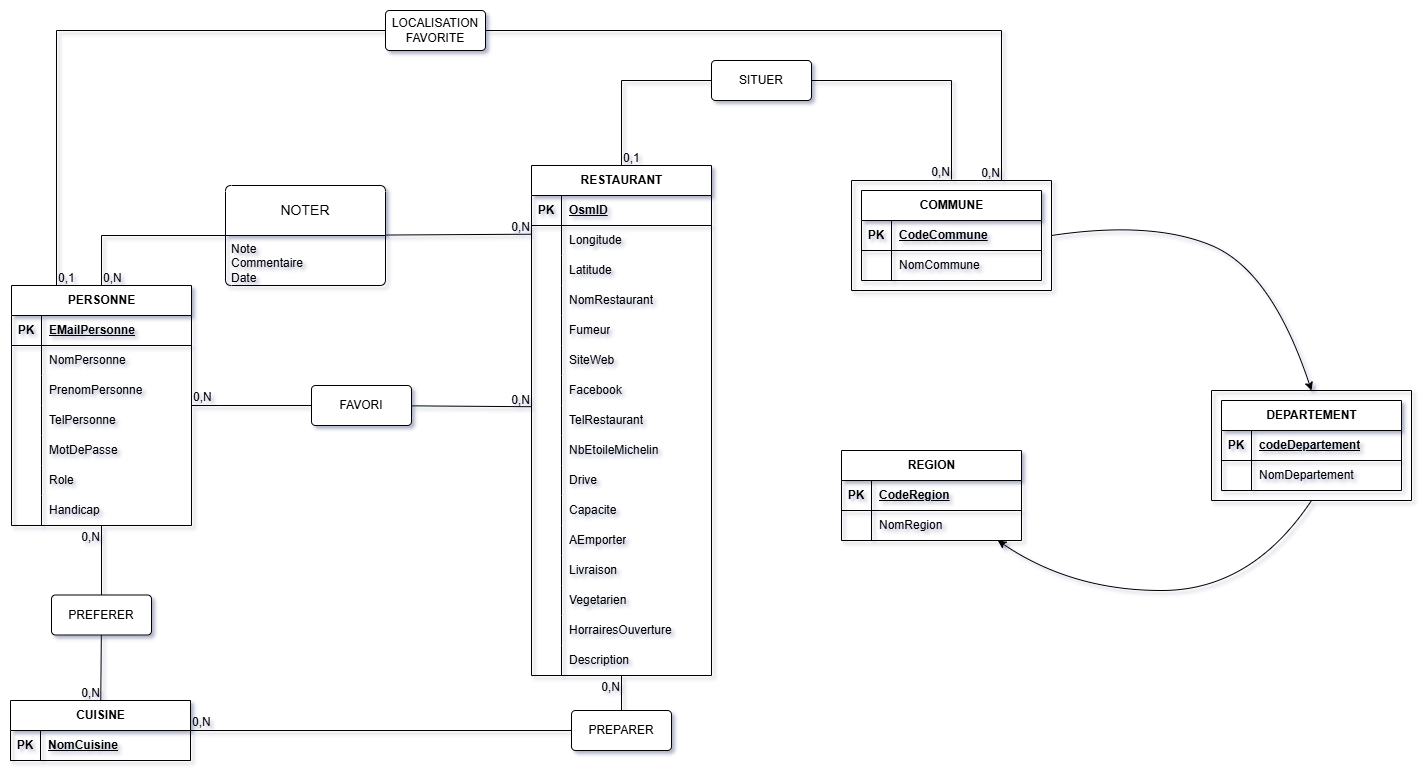 LOCALISATION
FAVORITE
SITUER
0,1
0,N
0,N
NOTER
Note
Commentaire
Date
0,N
0,1
0,N
RESTAURANT
PK OsmID
Longitude
Latitude
NomRestaurant
Fumeur
SiteWeb
Facebook
TelRestaurant
NbEtoileMichelin
Drive
Capacite
AEmporter
Livraison
Vegetarien
HorrairesOuverture
Description
COMMUNE
PK CodeCommune
NomCommune
PERSONNE
PK EMailPersonne
NomPersonne
PrenomPersonne
TelPersonne
MotDePasse
Role
Handicap
0,N
FAVORI
0,N
DEPARTEMENT
PK codeDepartement
NomDepartement
REGION
PK CodeRegion
NomRegion
0,N
PREFERER
0,N
CUISINE
PK NomCuisine
0,N
PREPARER
0,N